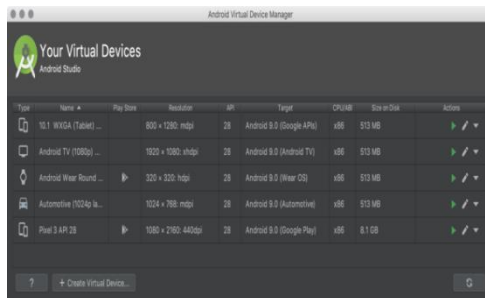 Android Virtual Device Manager
Your Virtual Devices
Android Studio
Type Name Play Store Resolution API Target CPU/ABI Size on Disk Actions
10.1 WXGA (Tablet) ... 800 × 1280: mdpi 28 Android 9.0 (Google APIs) x86 513 MB
Android TV (1080p) ... 1920 × 1080: xhdpi 28 Android 9.0 (Android TV) x86 513 MB
Android Wear Round ... 320 × 320: hdpi 28 Android 9.0 (Wear OS) x86 513 MB
Automotive (1024p la... 1024 × 768: mdpi 28 Android 9.0 (Automotive) x86 513 MB
Pixel 3 API 28 1080 × 2160: 440dpi 28 Android 9.0 (Google Play) x86 8.1 GB
? + Create Virtual Device...